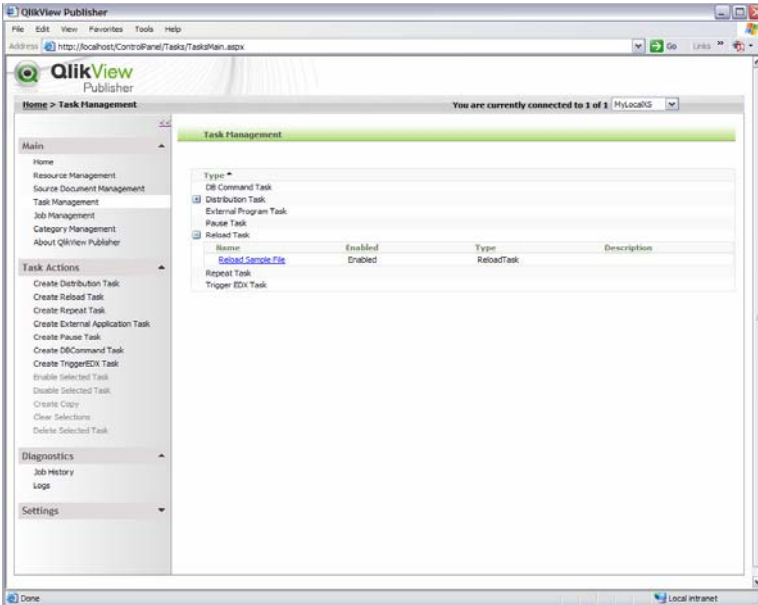 QlikView Publisher
File Edit View Favorites Tools Help
Address http://localhost/ControlPanel/Tasks/TasksMain.aspx Go Links »
QlikView
Publisher
Home > Task Management You are currently connected to 1 of 1 MyLocalXS
<<
Main
Home
Resource Management
Source Document Management
Task Management
Job Management
Category Management
About QlikView Publisher
Task Actions
Create Distribution Task
Create Reload Task
Create Repeat Task
Create External Application Task
Create Pause Task
Create DBCommand Task
Create TriggerEDX Task
Enable Selected Task
Disable Selected Task
Create Copy
Clear Selections
Delete Selected Task
Diagnostics
Job History
Logs
Settings
Task Management
Type
DB Command Task
Distribution Task
External Program Task
Pause Task
Reload Task
Name Enabled Type Description
Reload Sample File Enabled ReloadTask
Repeat Task
Trigger EDX Task
Done Local intranet